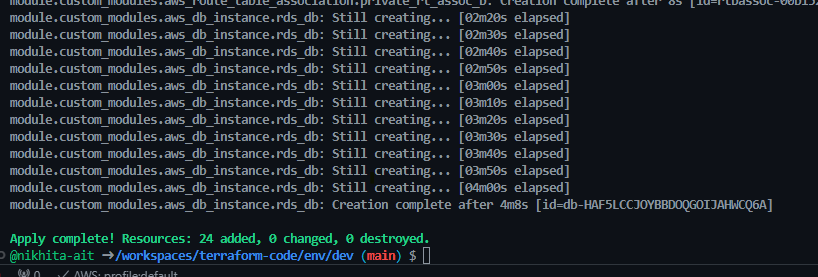 module.custom_modules.aws_route_table_association.private_rt_assoc_b: Creation complete after 8s [id=rtbassoc-00b152
module.custom_modules.aws_db_instance.rds_db: Still creating... [02m20s elapsed]
module.custom_modules.aws_db_instance.rds_db: Still creating... [02m30s elapsed]
module.custom_modules.aws_db_instance.rds_db: Still creating... [02m40s elapsed]
module.custom_modules.aws_db_instance.rds_db: Still creating... [02m50s elapsed]
module.custom_modules.aws_db_instance.rds_db: Still creating... [03m00s elapsed]
module.custom_modules.aws_db_instance.rds_db: Still creating... [03m10s elapsed]
module.custom_modules.aws_db_instance.rds_db: Still creating... [03m20s elapsed]
module.custom_modules.aws_db_instance.rds_db: Still creating... [03m30s elapsed]
module.custom_modules.aws_db_instance.rds_db: Still creating... [03m40s elapsed]
module.custom_modules.aws_db_instance.rds_db: Still creating... [03m50s elapsed]
module.custom_modules.aws_db_instance.rds_db: Still creating... [04m00s elapsed]
module.custom_modules.aws_db_instance.rds_db: Creation complete after 4m8s [id=db-HAF5LCCJOYBBDOQGOIJAHWCQ6A]
Apply complete! Resources: 24 added, 0 changed, 0 destroyed.
@nikhita-ait ➜/workspaces/terraform-code/env/dev (main) $
0 ✓ AWS: profile:default